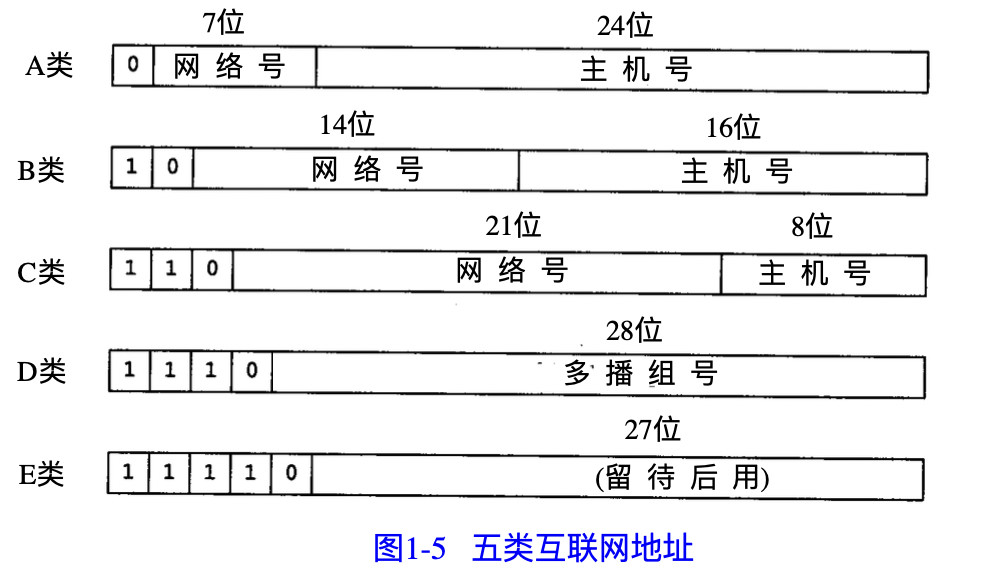 7位 24位
A类 0 网络号 主机号
14位 16位
B类 1 0 网络号 主机号
21位 8位
C类 1 1 0 网络号 主机号
28位
D类 1 1 1 0 多播组号
27位
E类 1 1 1 1 0 (留待后用)
图1-5 五类互联网地址